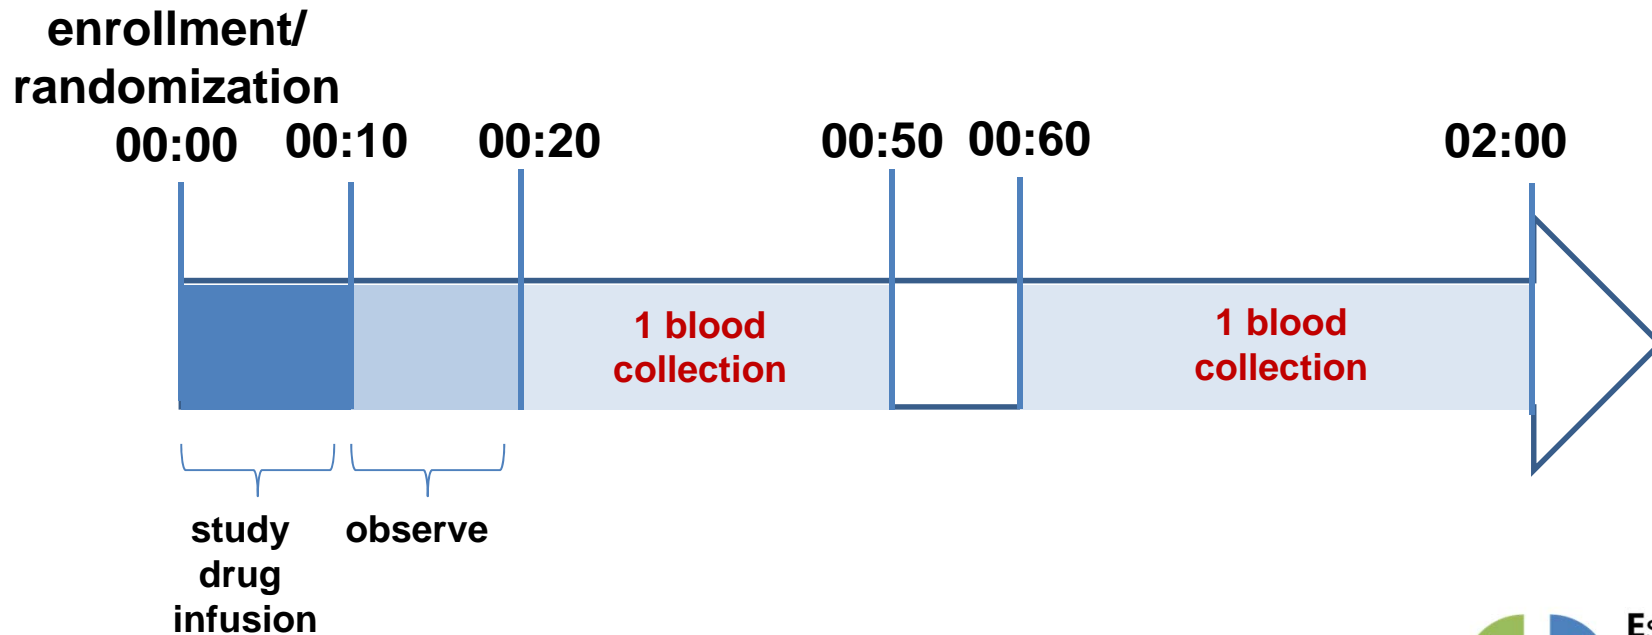 enrollment/
randomization
00:00 00:10 00:20 00:50 00:60 02:00
1 blood
collection
1 blood
collection
study
drug
infusion
observe